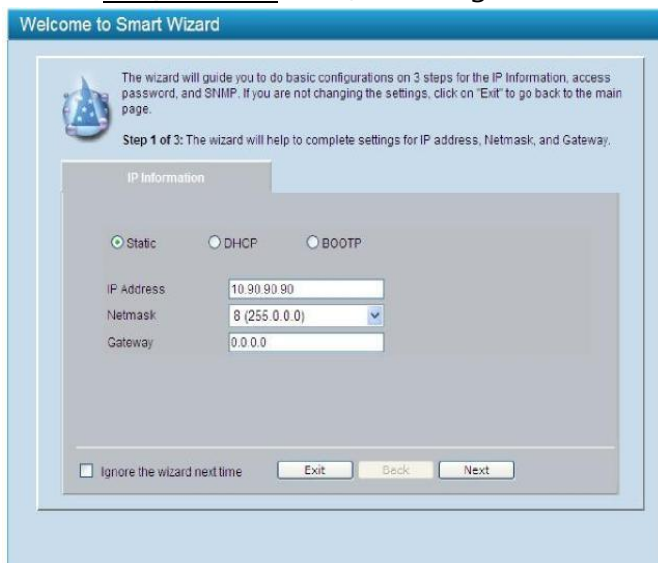 Welcome to Smart Wizard
The wizard will guide you to do basic configurations on 3 steps for the IP Information, access
password, and SNMP. If you are not changing the settings, click on "Exit" to go back to the main
page.
Step 1 of 3: The wizard will help to complete settings for IP address, Netmask, and Gateway.
IP Information
Static DHCP BOOTP
IP Address 10.90.90.90
Netmask 8 (255.0.0.0)
Gateway 0.0.0.0
Ignore the wizard next time Exit Back Next